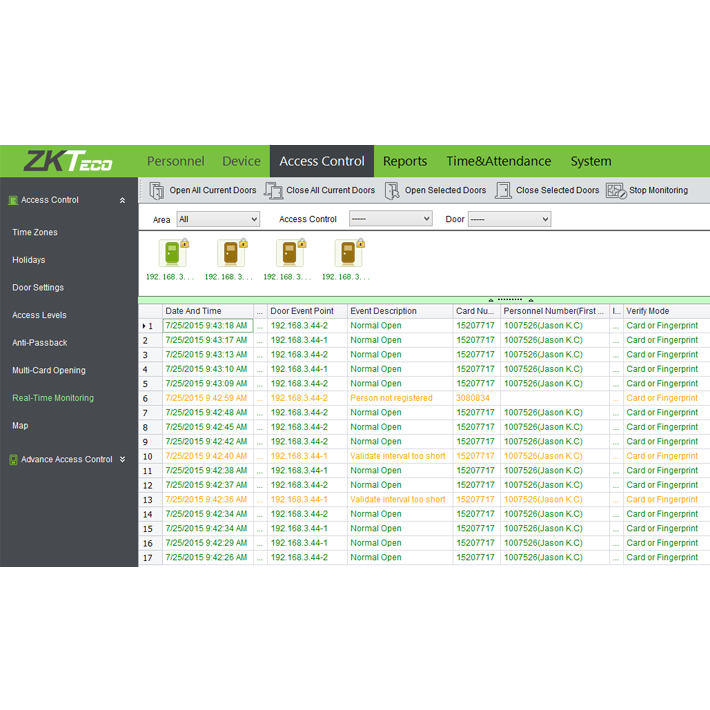 ZKTeco
Personnel Device Access Control Reports Time&Attendance System
Access Control
Time Zones
Holidays
Door Settings
Access Levels
Anti-Passback
Multi-Card Opening
Real-Time Monitoring
Map
Advance Access Control
Open All Current Doors Close All Current Doors Open Selected Doors Close Selected Doors Stop Monitoring
Area All Access Control ----- Door -----
192. 168. 3. . . 192. 168. 3. . . 192. 168. 3. . . 192. 168. 3. . .
Date And Time ... Door Event Point Event Description Card Nu... Personnel Number(First ... I... Verify Mode
1 7/25/2015 9:43:18 AM ... 192.168.3.44-2 Normal Open 15207717 1007526(Jason K.C) ... Card or Fingerprint
2 7/25/2015 9:43:17 AM ... 192.168.3.44-1 Normal Open 15207717 1007526(Jason K.C) ... Card or Fingerprint
3 7/25/2015 9:43:13 AM ... 192.168.3.44-2 Normal Open 15207717 1007526(Jason K.C) ... Card or Fingerprint
4 7/25/2015 9:43:10 AM ... 192.168.3.44-1 Normal Open 15207717 1007526(Jason K.C) ... Card or Fingerprint
5 7/25/2015 9:43:09 AM ... 192.168.3.44-2 Normal Open 15207717 1007526(Jason K.C) ... Card or Fingerprint
6 7/25/2015 9:42:59 AM ... 192.168.3.44-2 Person not registered 3080834 ... Card or Fingerprint
7 7/25/2015 9:42:48 AM ... 192.168.3.44-2 Normal Open 15207717 1007526(Jason K.C) ... Card or Fingerprint
8 7/25/2015 9:42:45 AM ... 192.168.3.44-2 Normal Open 15207717 1007526(Jason K.C) ... Card or Fingerprint
9 7/25/2015 9:42:42 AM ... 192.168.3.44-2 Normal Open 15207717 1007526(Jason K.C) ... Card or Fingerprint
10 7/25/2015 9:42:40 AM ... 192.168.3.44-1 Validate interval too short 15207717 1007526(Jason K.C) ... Card or Fingerprint
11 7/25/2015 9:42:38 AM ... 192.168.3.44-1 Normal Open 15207717 1007526(Jason K.C) ... Card or Fingerprint
12 7/25/2015 9:42:37 AM ... 192.168.3.44-2 Normal Open 15207717 1007526(Jason K.C) ... Card or Fingerprint
13 7/25/2015 9:42:36 AM ... 192.168.3.44-1 Validate interval too short 15207717 1007526(Jason K.C) ... Card or Fingerprint
14 7/25/2015 9:42:34 AM ... 192.168.3.44-2 Normal Open 15207717 1007526(Jason K.C) ... Card or Fingerprint
15 7/25/2015 9:42:34 AM ... 192.168.3.44-1 Normal Open 15207717 1007526(Jason K.C) ... Card or Fingerprint
16 7/25/2015 9:42:29 AM ... 192.168.3.44-1 Normal Open 15207717 1007526(Jason K.C) ... Card or Fingerprint
17 7/25/2015 9:42:26 AM ... 192.168.3.44-2 Normal Open 15207717 1007526(Jason K.C) ... Card or Fingerprint